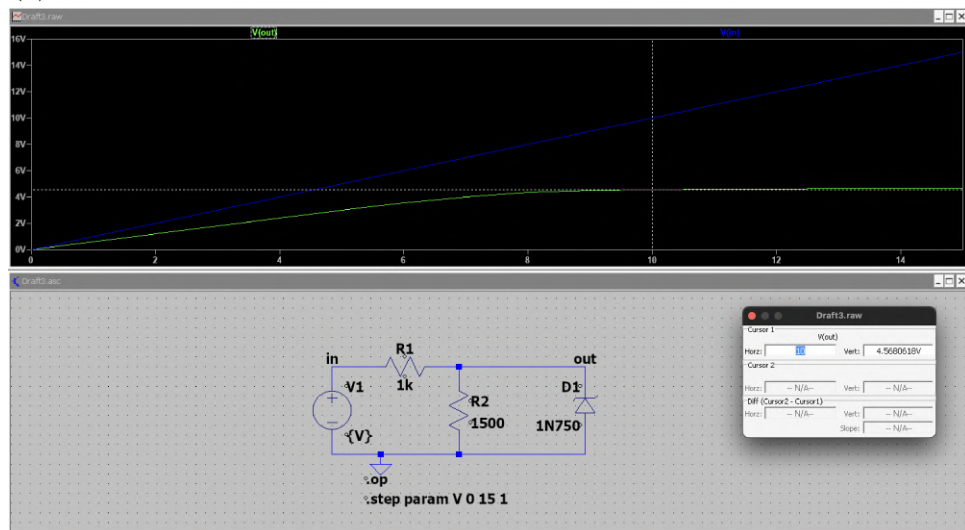 Draft3.raw
V(out) V(in)
16V
14V
12V
10V
8V
6V
4V
2V
0V
0 2 4 6 8 10 12 14
Draft3.asc
Draft3.raw
Cursor 1
V(out)
Horz: 10 Vert: 4.5680618V
Cursor 2
Horz: -- N/A-- Vert: -- N/A--
Diff (Cursor2 - Cursor1)
Horz: -- N/A-- Vert: -- N/A--
Slope: -- N/A--
in R1 out
V1 1k D1
R2
1500 1N750
{V}
.op
.step param V 0 15 1